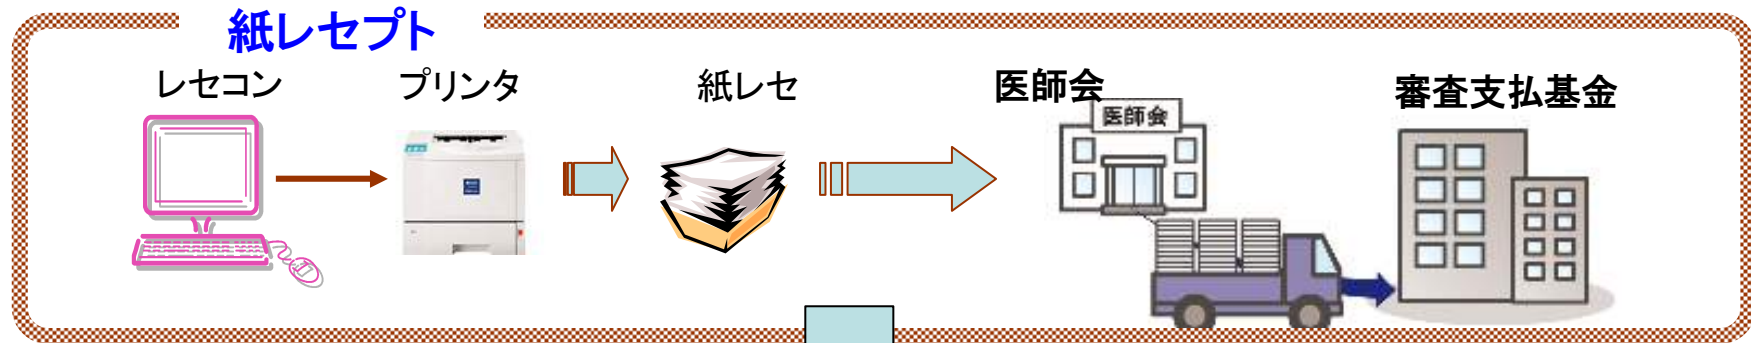 紙レセプト
レセコン
プリンタ
紙レセ
医師会
医師会
審査支払基金